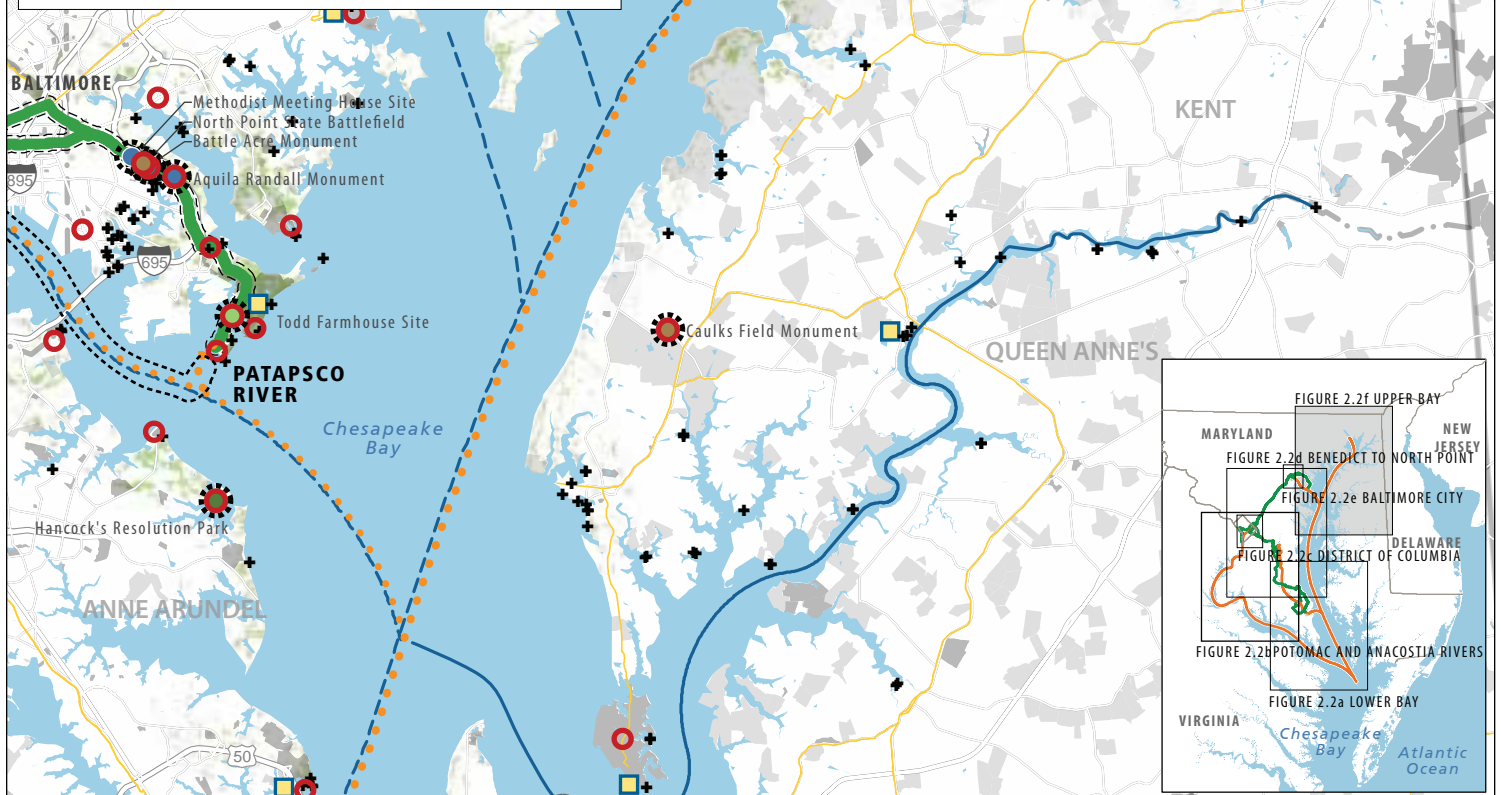 BALTIMORE
Methodist Meeting House Site
North Point State Battlefield
Battle Acre Monument
Aquila Randall Monument
895
695
Todd Farmhouse Site
PATAPSCO
RIVER
Chesapeake
Bay
Hancock's Resolution Park
ANNE ARUNDEL
50
Caulks Field Monument
KENT
QUEEN ANNE'S
FIGURE 2.2f UPPER BAY
MARYLAND
NEW
JERSEY
FIGURE 2.2d BENEDICT TO NORTH POINT
FIGURE 2.2e BALTIMORE CITY
DELAWARE
FIGURE 2.2c DISTRICT OF COLUMBIA
FIGURE 2.2bPOTOMAC AND ANACOSTIA RIVERS
FIGURE 2.2a LOWER BAY
VIRGINIA
Chesapeake
Bay
Atlantic
Ocean